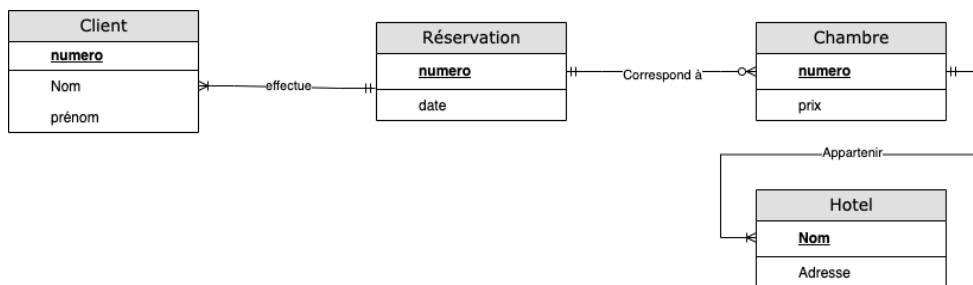 Client
numero
Nom
prénom
effectue
Réservation
numero
date
Correspond à
Chambre
numero
prix
Appartenir
Hotel
Nom
Adresse